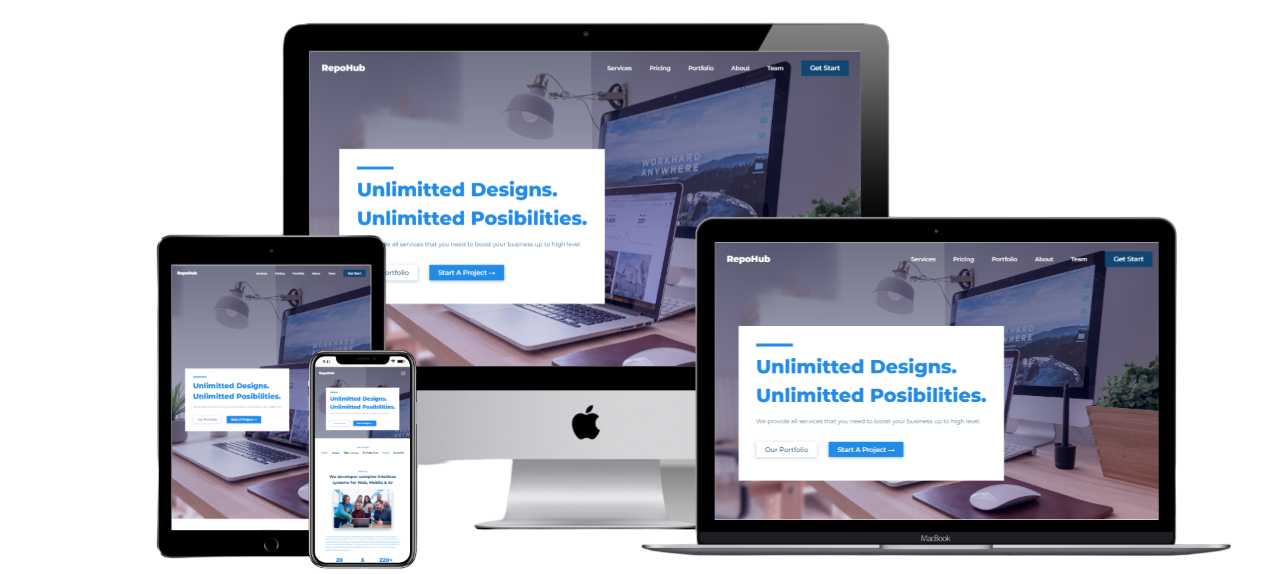 RepoHub
Services Pricing Portfolio About Team Get Start
WORKHARD
ANYWHERE
Unlimitted Designs.
Unlimitted Posibilities.
all services that you need to boost your business up to high level.
Start A Project →
RepoHub
Services Pricing Portfolio About Team Get Start
Unlimitted Designs.
Unlimitted Posibilities.
Our Portfolio Start A Project →
9:41
RepoHub
Unlimitted Designs.
Unlimitted Posibilities.
We developer complex interface
systems for Web, Mobile & Ar
20 5 220+
RepoHub
Services Pricing Portfolio About Team Get Start
Unlimitted Designs.
Unlimitted Posibilities.
We provide all services that you need to boost your business up to high level.
Our Portfolio Start A Project →
MacBook